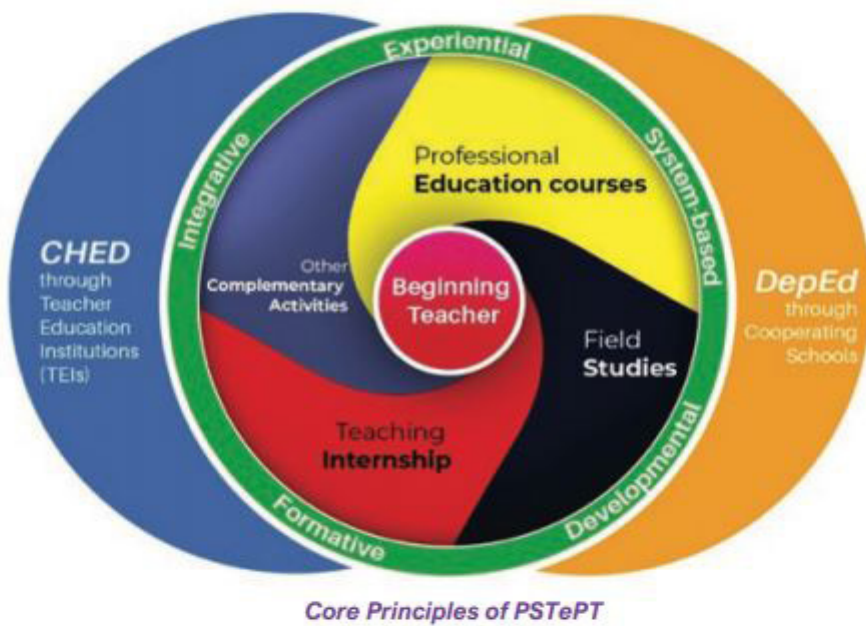 Experiential
Integrative
System-based
Professional
Education courses
CHED
through
Teacher
Education
Institutions
(TEIs)
Other
Complementary
Activities
Beginning
Teacher
DepEd
through
Cooperating
Schools
Field
Studies
Teaching
Internship
Formative
Developmental
Core Principles of PSTePT